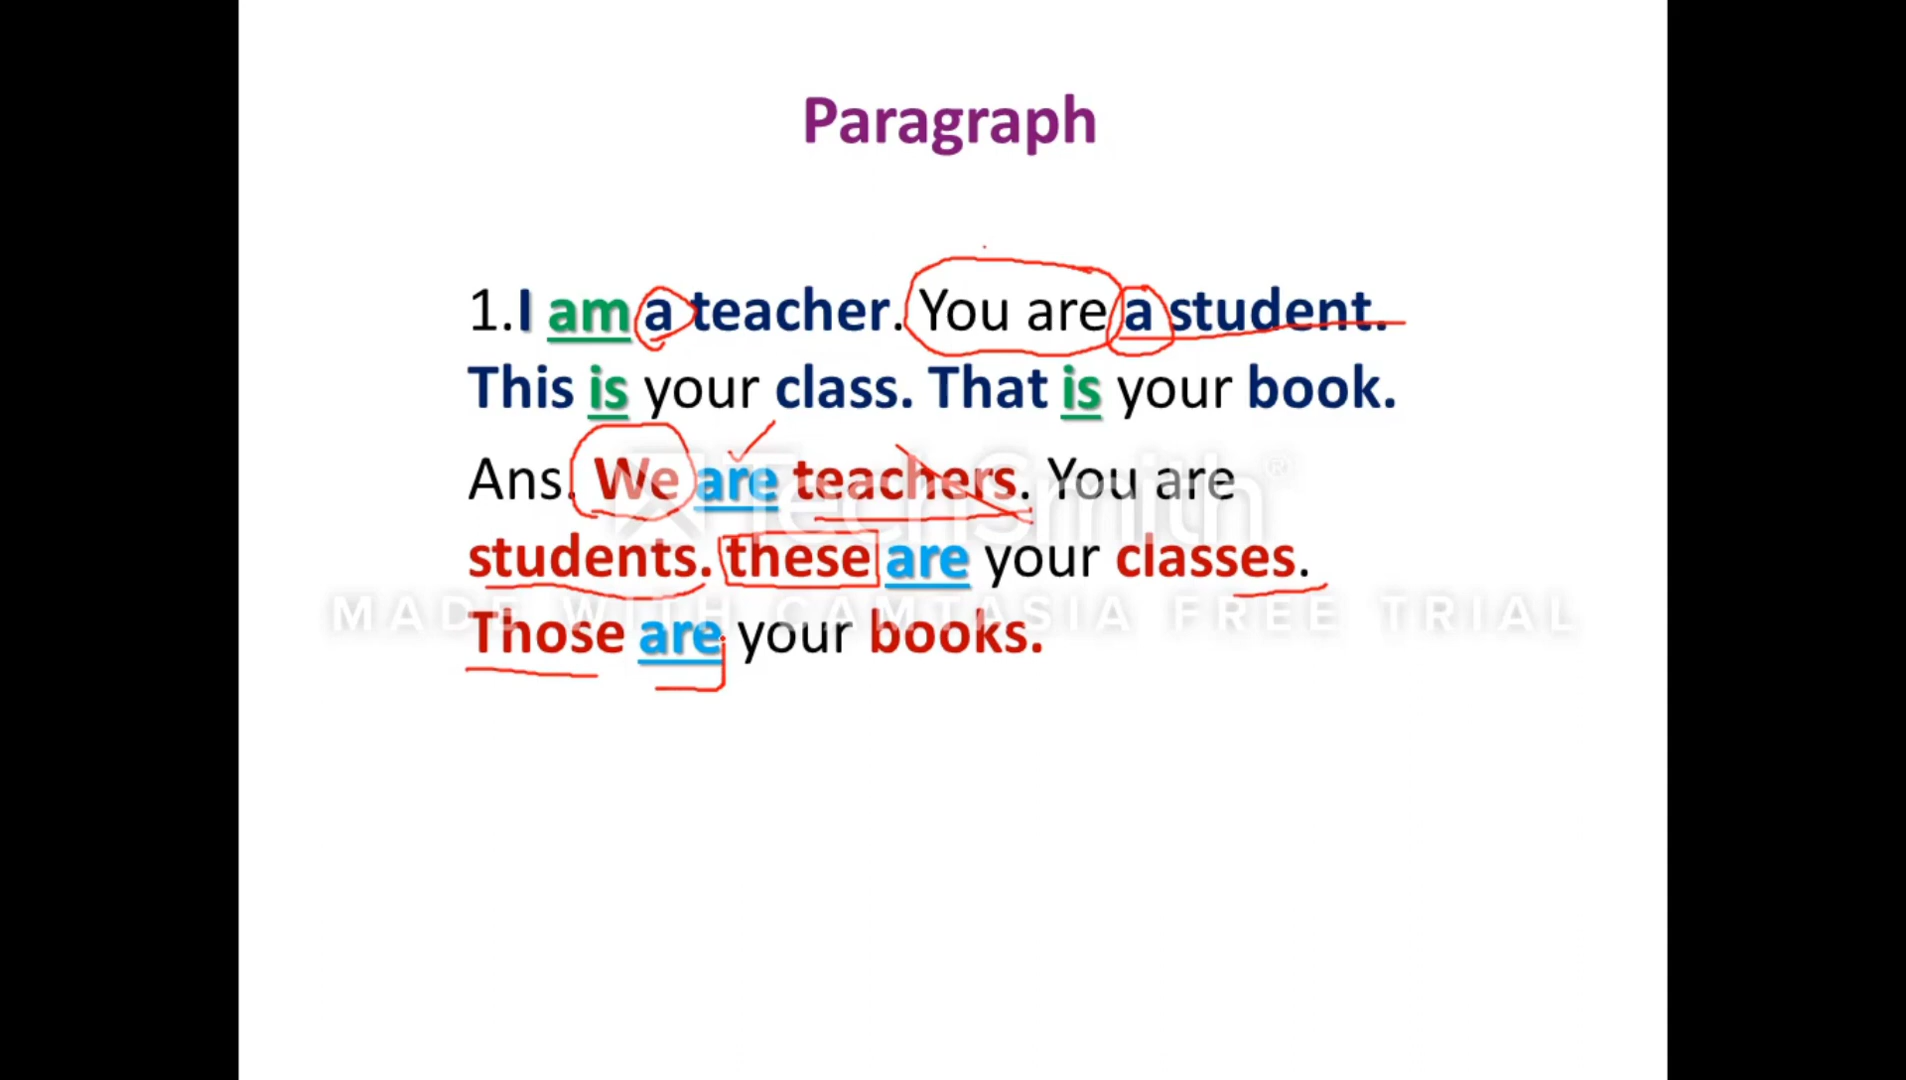 Paragraph
1.I am a teacher. You are a student.
This is your class. That is your book.
Ans. We are teachers. You are
students. these are your classes.
Those are your books.
TechSmith®
MADE WITH CAMTASIA FREE TRIAL